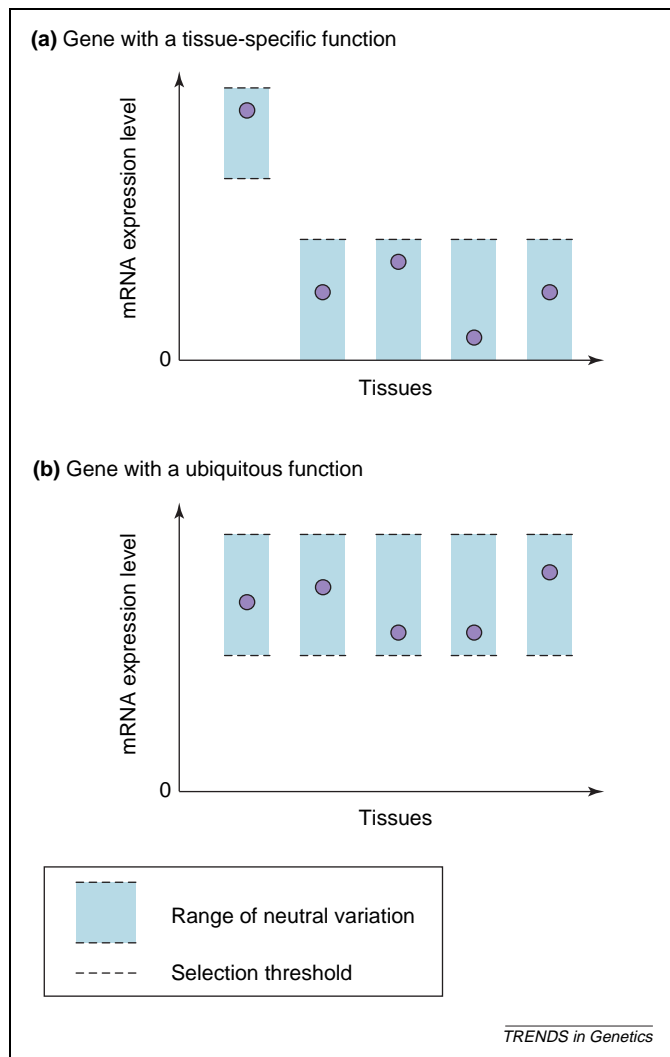 (a) Gene with a tissue-specific function
mRNA expression level
0
Tissues
(b) Gene with a ubiquitous function
mRNA expression level
0
Tissues
Range of neutral variation
Selection threshold
TRENDS in Genetics